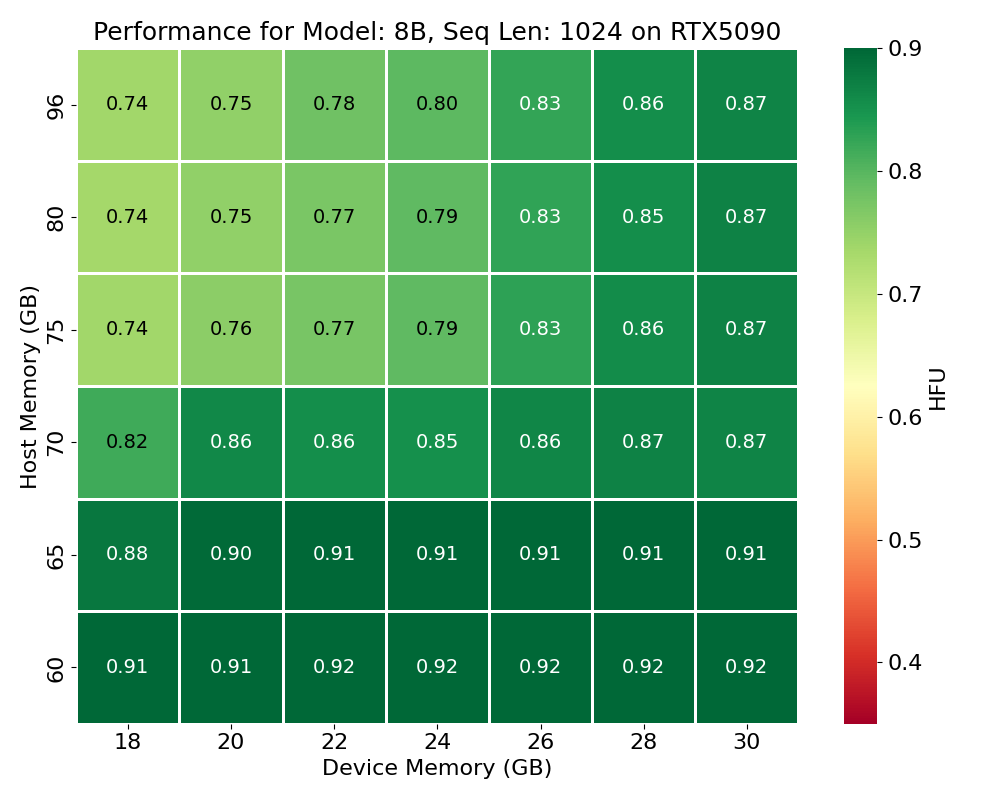 Performance for Model: 8B, Seq Len: 1024 on RTX5090
Host Memory (GB)
96 0.74 0.75 0.78 0.80 0.83 0.86 0.87
80 0.74 0.75 0.77 0.79 0.83 0.85 0.87
75 0.74 0.76 0.77 0.79 0.83 0.86 0.87
70 0.82 0.86 0.86 0.85 0.86 0.87 0.87
65 0.88 0.90 0.91 0.91 0.91 0.91 0.91
60 0.91 0.91 0.92 0.92 0.92 0.92 0.92
18 20 22 24 26 28 30
Device Memory (GB)
0.9
0.8
0.7
0.6
0.5
0.4
HFU